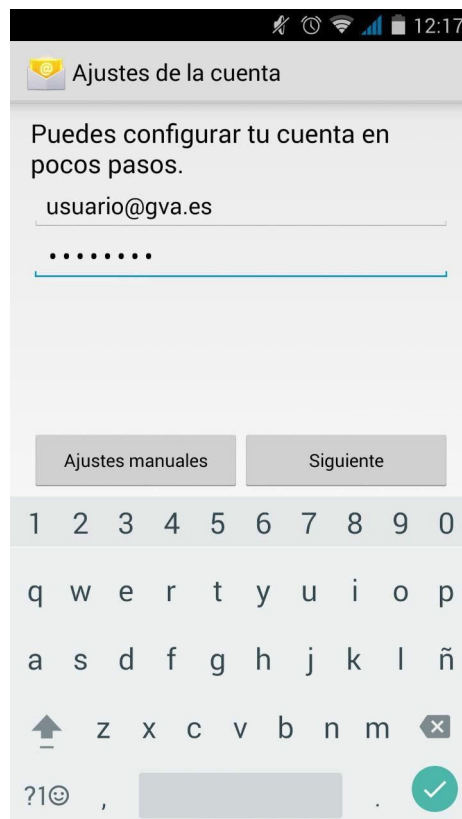 12:17
Ajustes de la cuenta
Puedes configurar tu cuenta en
pocos pasos.
usuario@gva.es
••••••••
Ajustes manuales Siguiente
1 2 3 4 5 6 7 8 9 0
q w e r t y u i o p
a s d f g h j k l ñ
z x c v b n m
?1☺ , .